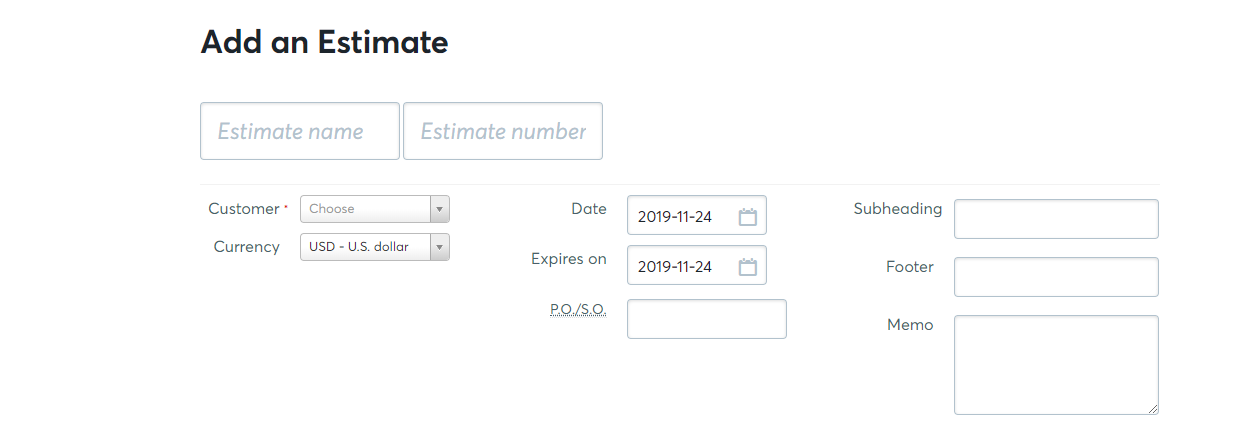 Add an Estimate
Estimate name
Estimate number
Customer *
Choose
Currency
USD - U.S. dollar
Date
2019-11-24
Expires on
2019-11-24
P.O./S.O.
Subheading
Footer
Memo